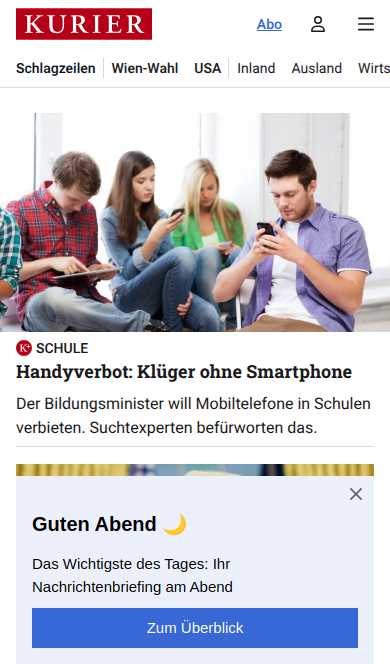 KURIER
Abo
Schlagzeilen Wien-Wahl USA Inland Ausland Wirts
K+ SCHULE
Handyverbot: Klüger ohne Smartphone
Der Bildungsminister will Mobiltelefone in Schulen
verbieten. Suchtexperten befürworten das.
Guten Abend 🌙
Das Wichtigste des Tages: Ihr
Nachrichtenbriefing am Abend
Zum Überblick